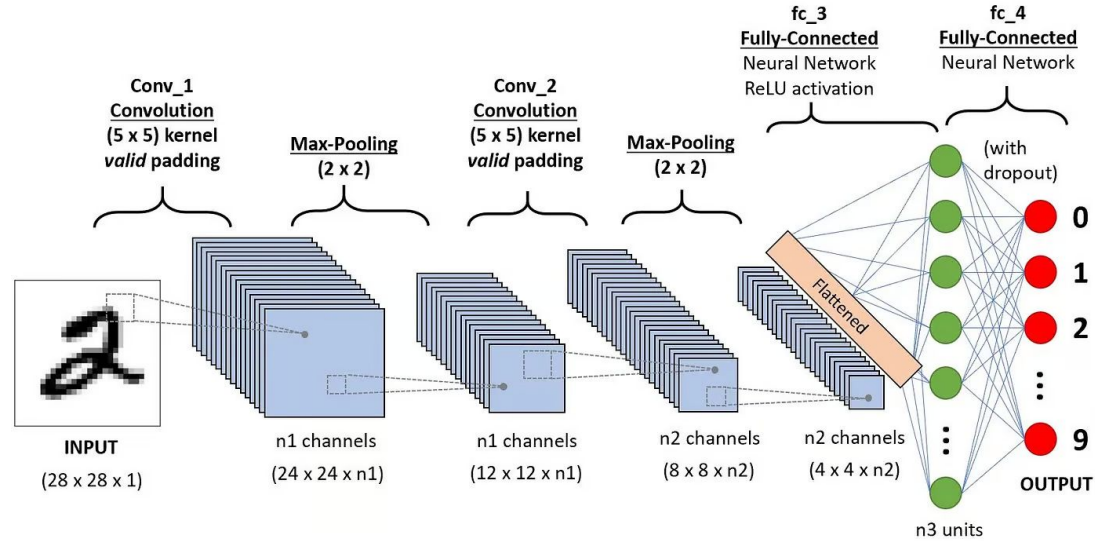 Conv_1
Convolution
(5 x 5) kernel
valid padding
Max-Pooling
(2 x 2)
Conv_2
Convolution
(5 x 5) kernel
valid padding
Max-Pooling
(2 x 2)
fc_3
Fully-Connected
Neural Network
ReLU activation
fc_4
Fully-Connected
Neural Network
(with
dropout)
2
INPUT
(28 x 28 x 1)
n1 channels
(24 x 24 x n1)
n1 channels
(12 x 12 x n1)
n2 channels
(8 x 8 x n2)
n2 channels
(4 x 4 x n2)
Flattened
n3 units
0
1
2
9
OUTPUT